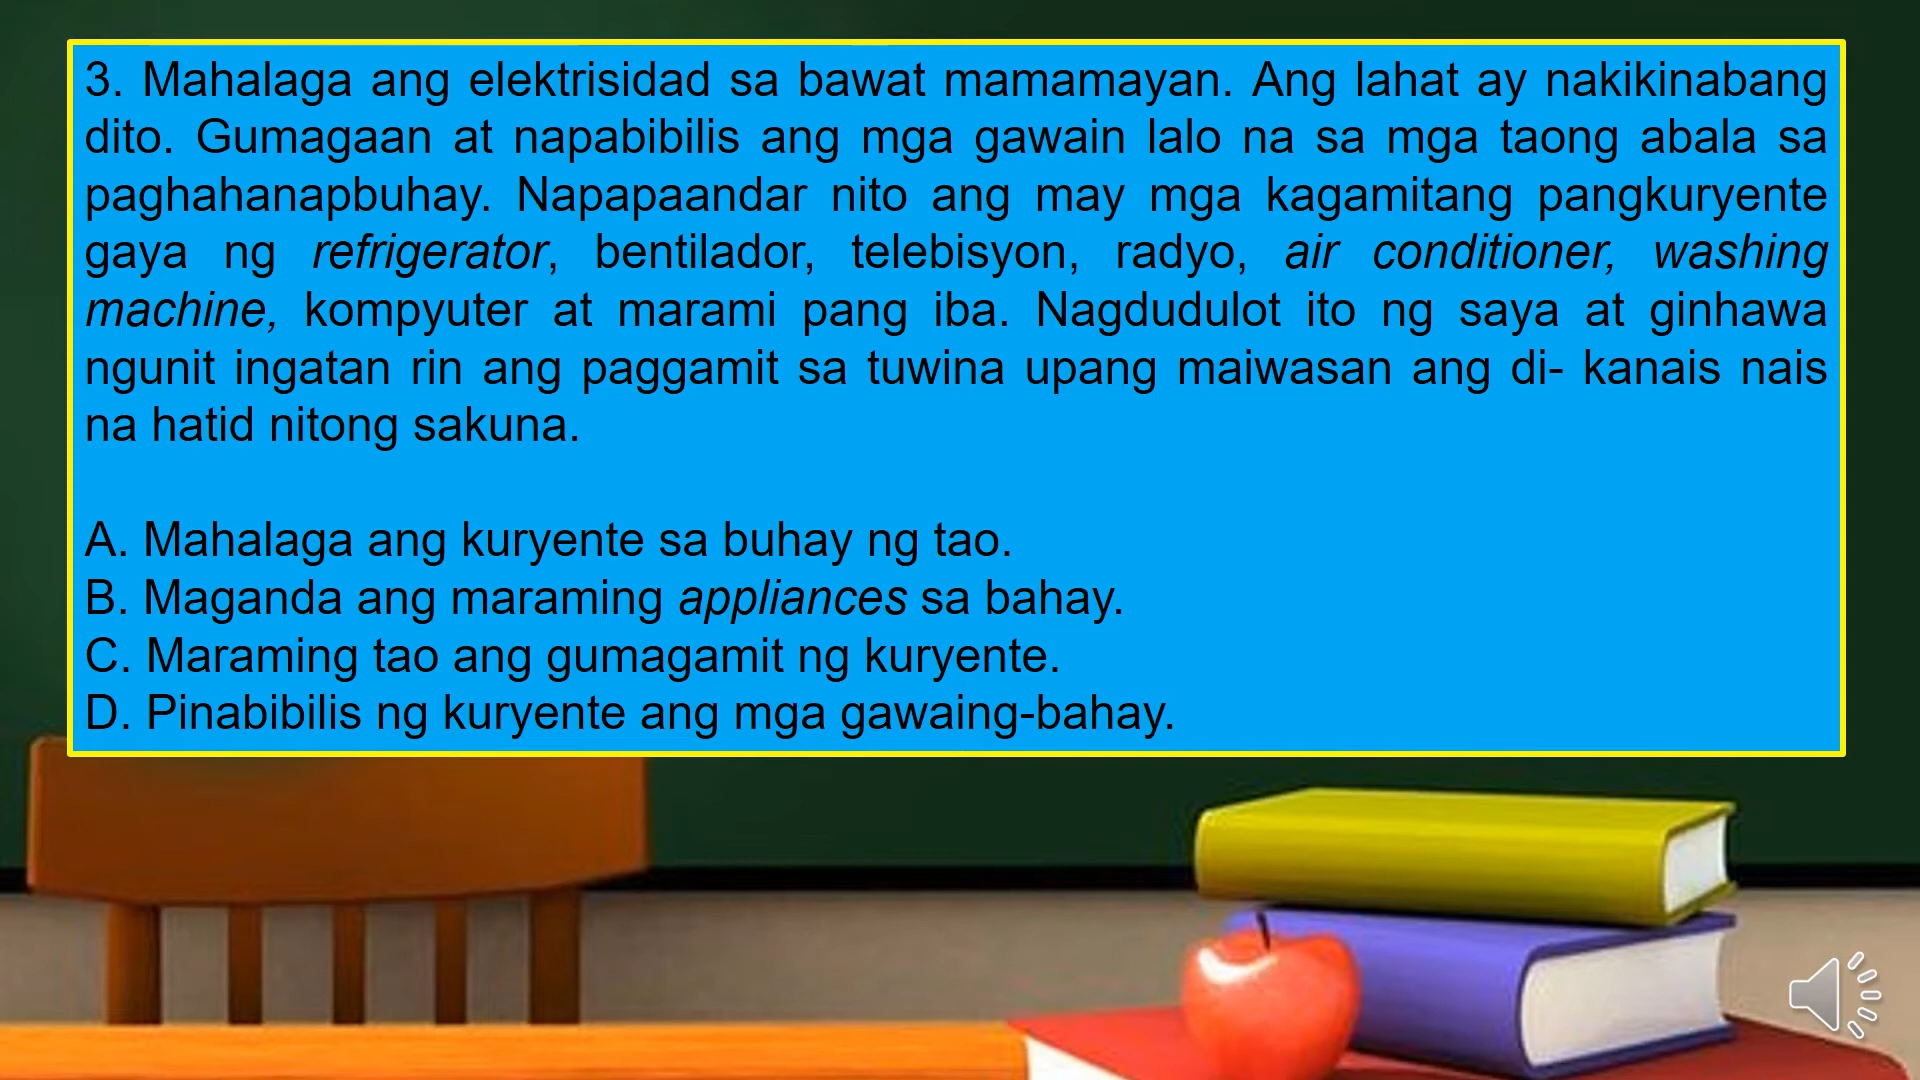 3. Mahalaga ang elektrisidad sa bawat mamamayan. Ang lahat ay nakikinabang
dito. Gumagaan at napabibilis ang mga gawain lalo na sa mga taong abala sa
paghahanapbuhay. Napapaandar nito ang may mga kagamitang pangkuryente
gaya ng refrigerator, bentilador, telebisyon, radyo, air conditioner, washing
machine, kompyuter at marami pang iba. Nagdudulot ito ng saya at ginhawa
ngunit ingatan rin ang paggamit sa tuwina upang maiwasan ang di- kanais nais
na hatid nitong sakuna.
A. Mahalaga ang kuryente sa buhay ng tao.
B. Maganda ang maraming appliances sa bahay.
C. Maraming tao ang gumagamit ng kuryente.
D. Pinabibilis ng kuryente ang mga gawaing-bahay.